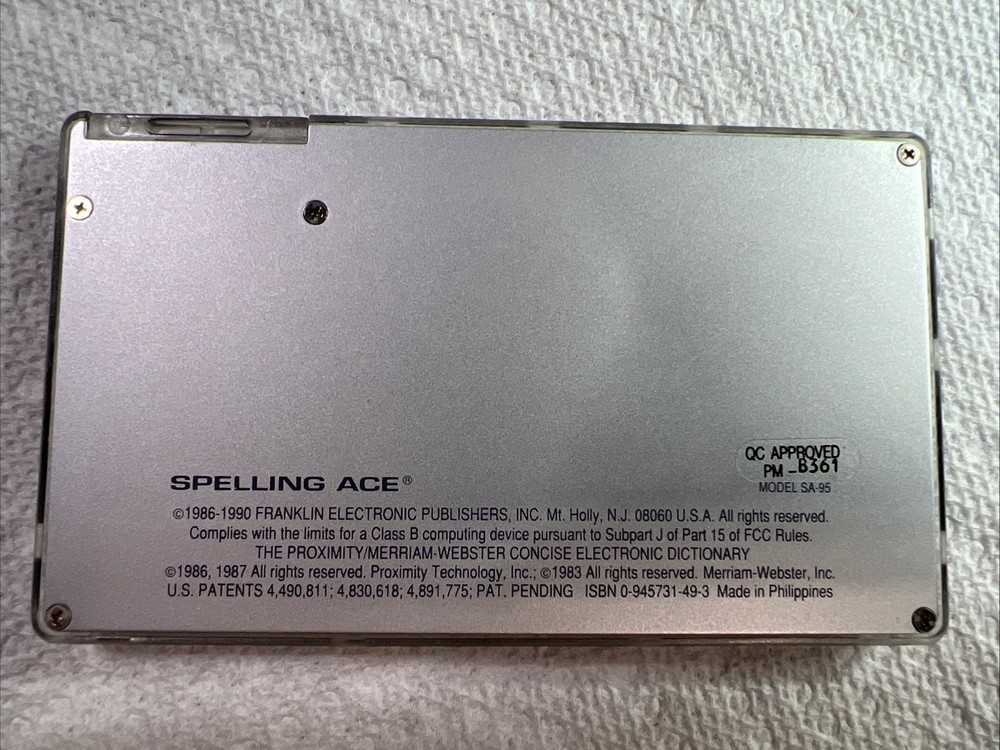 QC APPROVED
PM - B361
MODEL SA-95
SPELLING ACE®
©1986-1990 FRANKLIN ELECTRONIC PUBLISHERS, INC. Mt. Holly, N.J. 08060 U.S.A. All rights reserved.
Complies with the limits for a Class B computing device pursuant to Subpart J of Part 15 of FCC Rules.
THE PROXIMITY/MERRIAM-WEBSTER CONCISE ELECTRONIC DICTIONARY
©1986, 1987 All rights reserved. Proximity Technology, Inc.; ©1983 All rights reserved. Merriam-Webster, Inc.
U.S. PATENTS 4,490,811; 4,830,618; 4,891,775; PAT. PENDING ISBN 0-945731-49-3 Made in Philippines